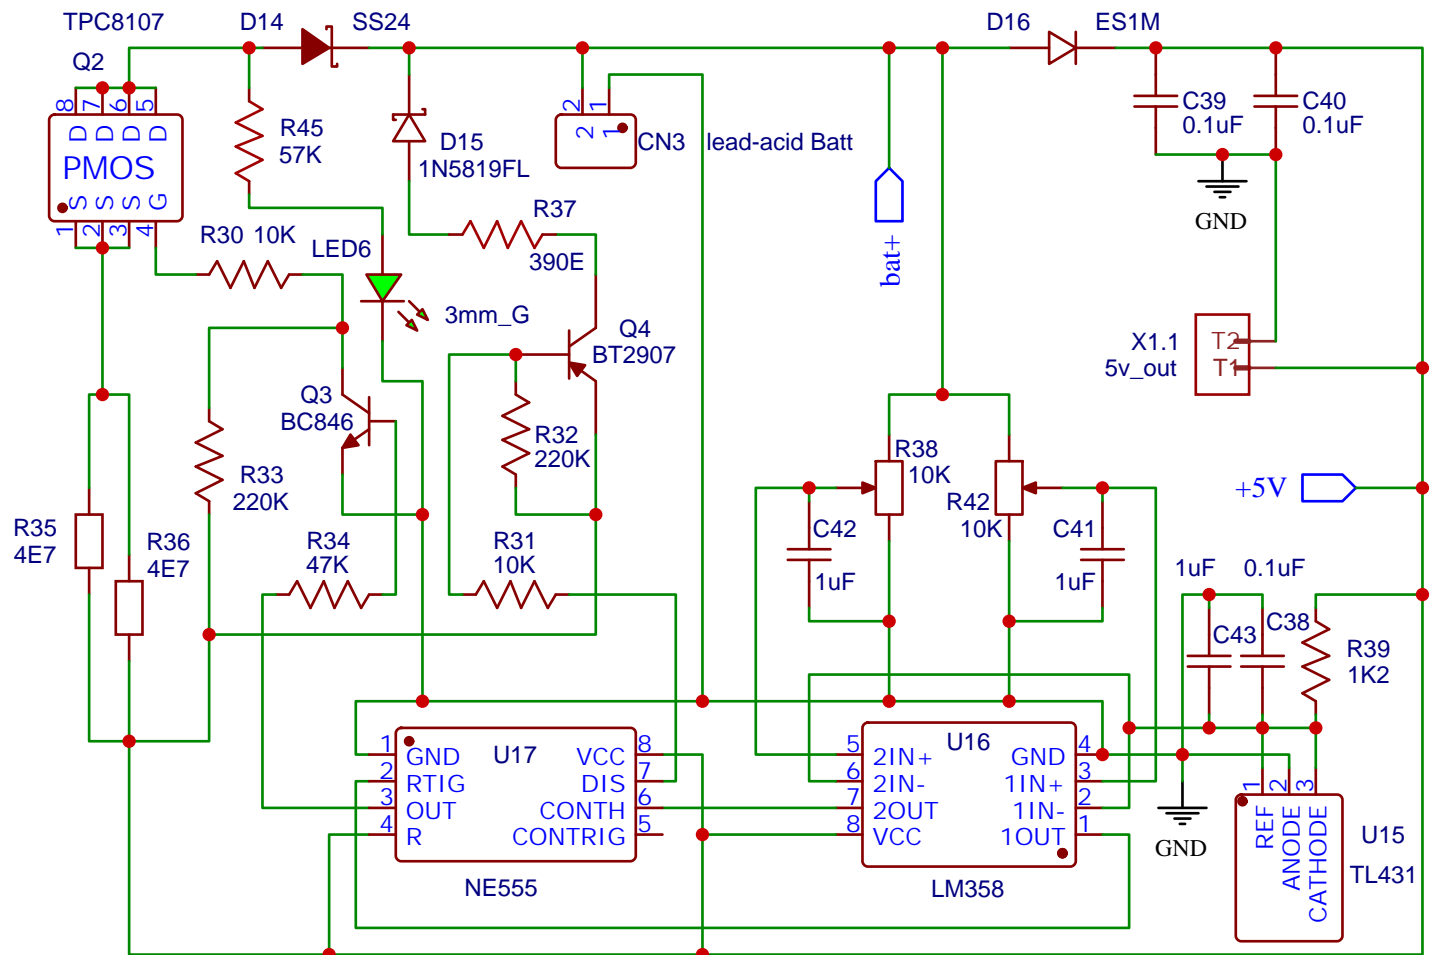 TPC8107
D14
SS24
D16
ES1M
Q2
8
7
6
5
D
D
D
D
PMOS
S
S
S
G
1
2
3
4
R45
57K
D15
1N5819FL
2
1
2
1
CN3
lead-acid Batt
C39
0.1uF
C40
0.1uF
GND
R30 10K
LED6
R37
390E
bat+
3mm_G
Q4
BT2907
X1.1
5v_out
T2
T1
Q3
BC846
R32
220K
R38
10K
R42
10K
+5V
R33
220K
R35
4E7
R36
4E7
R34
47K
R31
10K
C42
1uF
C41
1uF
1uF
0.1uF
C43
C38
R39
1K2
U17
1
2
3
4
GND
RTIG
OUT
R
VCC
DIS
CONTH
CONTRIG
8
7
6
5
NE555
U16
5
6
7
8
2IN+
2IN-
2OUT
VCC
GND
1IN+
1IN-
1OUT
4
3
2
1
LM358
GND
1
2
3
REF
ANODE
CATHODE
U15
TL431